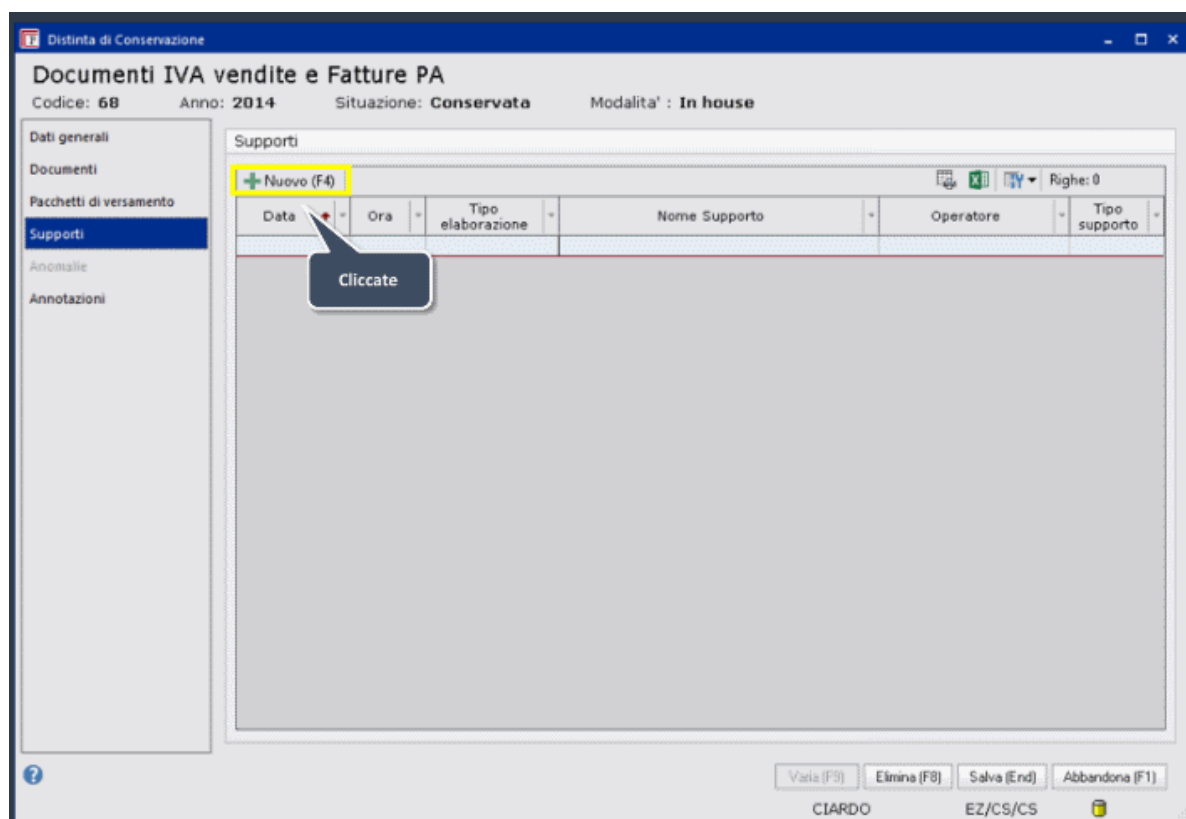 Distinta di Conservazione
Documenti IVA vendite e Fatture PA
Codice: 68 Anno: 2014 Situazione: Conservata Modalita' : In house
Dati generali
Documenti
Pacchetti di versamento
Supporti
Anomalie
Annotazioni
Supporti
Nuovo (F4)
Righe: 0
Data Ora Tipo elaborazione Nome Supporto Operatore Tipo supporto
Cliccate
Varia (F9) Elimina (F8) Salva (End) Abbandona (F1)
CIARDO EZ/CS/CS